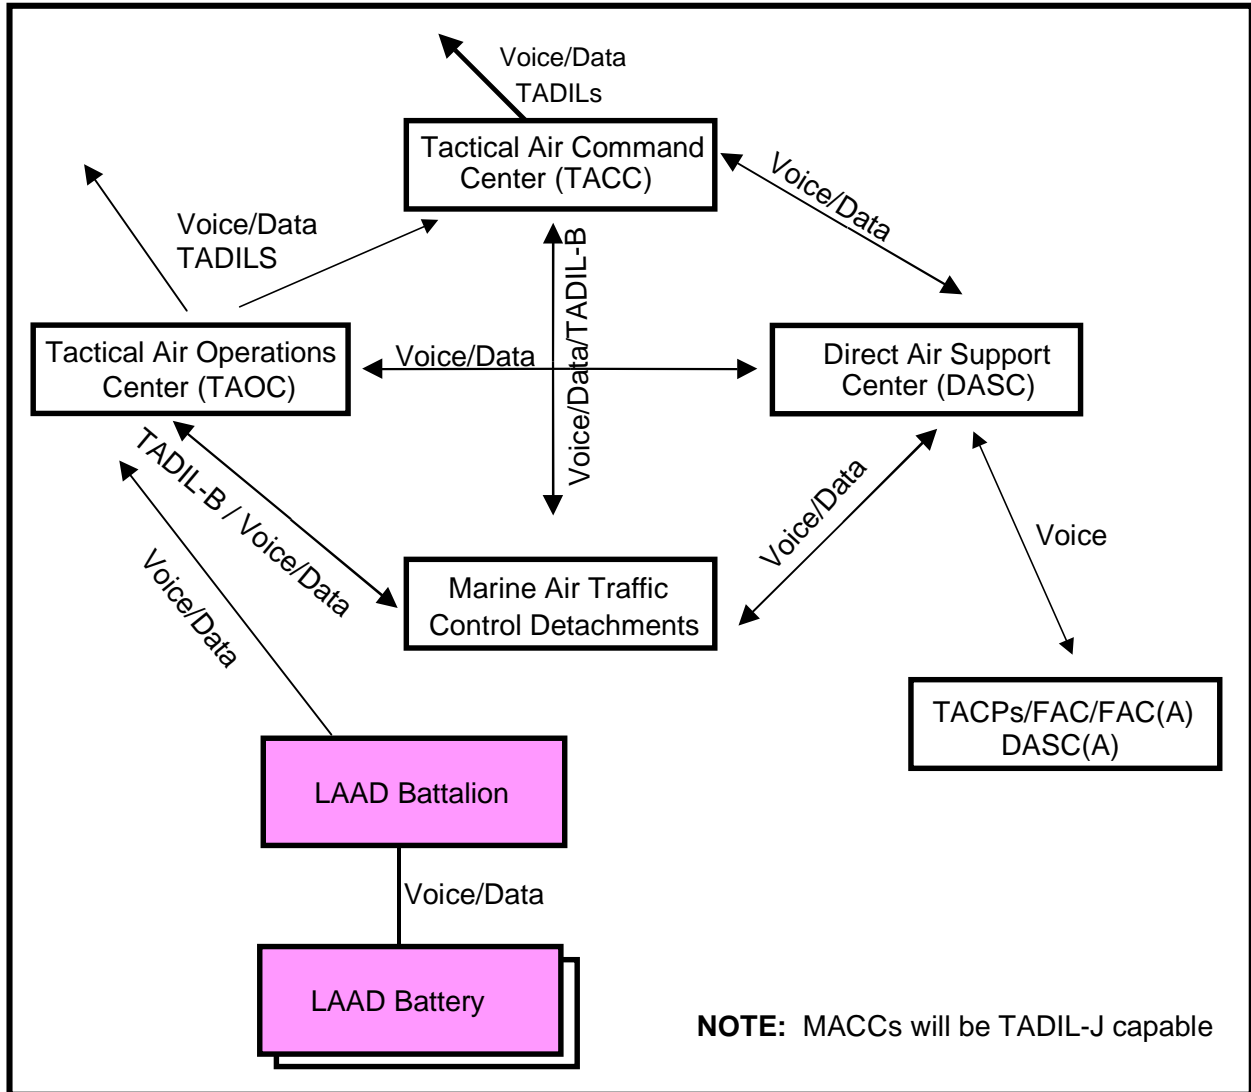 Voice/Data
TADILs
Tactical Air Command
Center (TACC)
Voice/Data
Voice/Data
TADILS
Voice/Data/TADIL-B
Tactical Air Operations
Center (TAOC)
Voice/Data
Direct Air Support
Center (DASC)
TADIL-B / Voice/Data
Voice/Data
Voice
Voice/Data
Marine Air Traffic
Control Detachments
TACPs/FAC/FAC(A)
DASC(A)
LAAD Battalion
Voice/Data
LAAD Battery
NOTE: MACCs will be TADIL-J capable